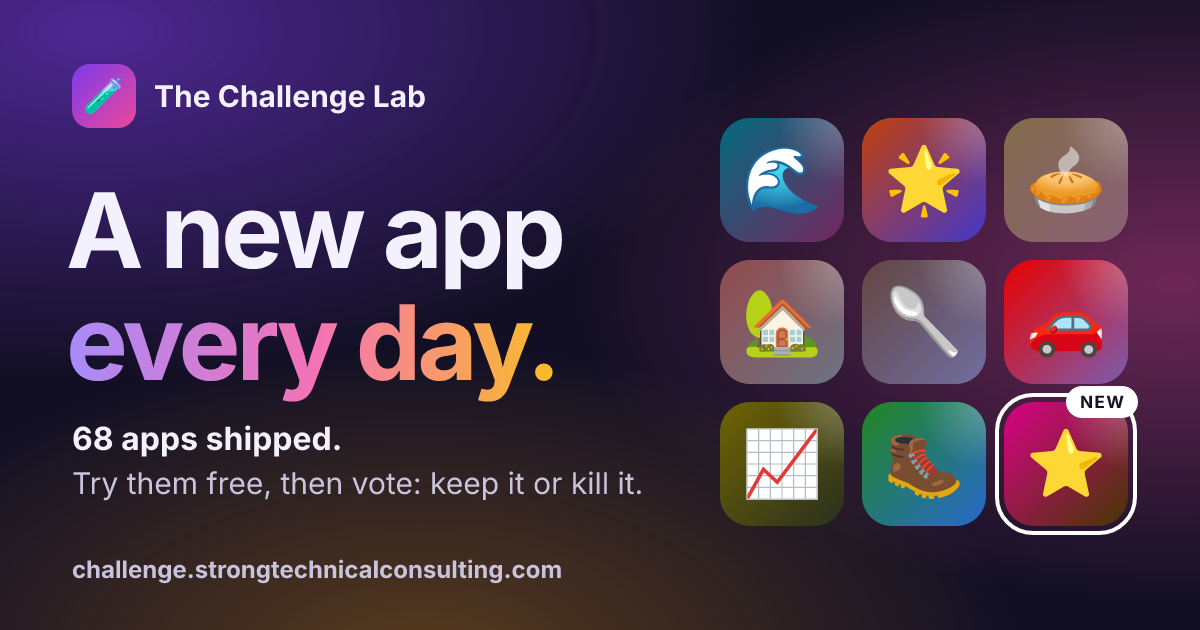 The Challenge Lab
A new app
every day.
68 apps shipped.
Try them free, then vote: keep it or kill it.
challenge.strongtechnicalconsulting.com
NEW